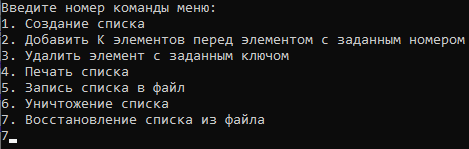 Введите номер команды меню:
1. Создание списка
2. Добавить К элементов перед элементом с заданным номером
3. Удалить элемент с заданным ключом
4. Печать списка
5. Запись списка в файл
6. Уничтожение списка
7. Восстановление списка из файла
7